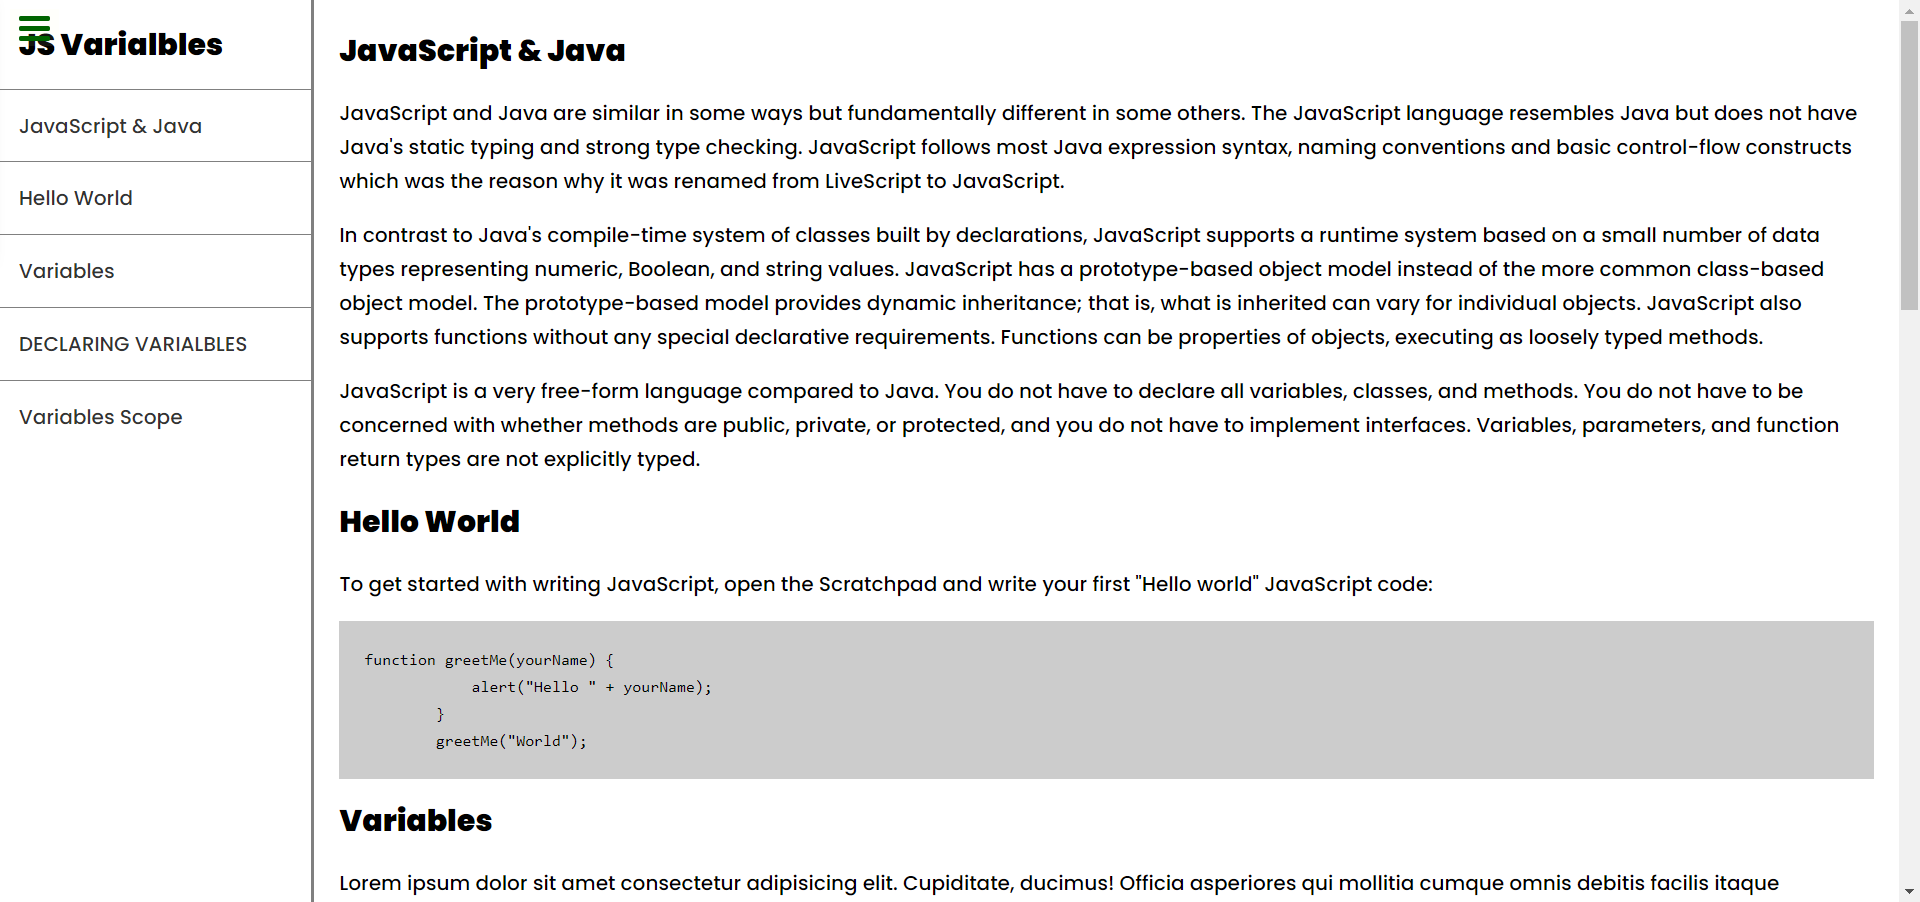 JS Varialbles
JavaScript & Java
Hello World
Variables
DECLARING VARIALBLES
Variables Scope
JavaScript & Java
JavaScript and Java are similar in some ways but fundamentally different in some others. The JavaScript language resembles Java but does not have
Java's static typing and strong type checking. JavaScript follows most Java expression syntax, naming conventions and basic control-flow constructs
which was the reason why it was renamed from LiveScript to JavaScript.
In contrast to Java's compile-time system of classes built by declarations, JavaScript supports a runtime system based on a small number of data
types representing numeric, Boolean, and string values. JavaScript has a prototype-based object model instead of the more common class-based
object model. The prototype-based model provides dynamic inheritance; that is, what is inherited can vary for individual objects. JavaScript also
supports functions without any special declarative requirements. Functions can be properties of objects, executing as loosely typed methods.
JavaScript is a very free-form language compared to Java. You do not have to declare all variables, classes, and methods. You do not have to be
concerned with whether methods are public, private, or protected, and you do not have to implement interfaces. Variables, parameters, and function
return types are not explicitly typed.
Hello World
To get started with writing JavaScript, open the Scratchpad and write your first "Hello world" JavaScript code:
function greetMe(yourName) {
alert("Hello " + yourName);
}
greetMe("World");
Variables
Lorem ipsum dolor sit amet consectetur adipisicing elit. Cupiditate, ducimus! Officia asperiores qui mollitia cumque omnis debitis facilis itaque